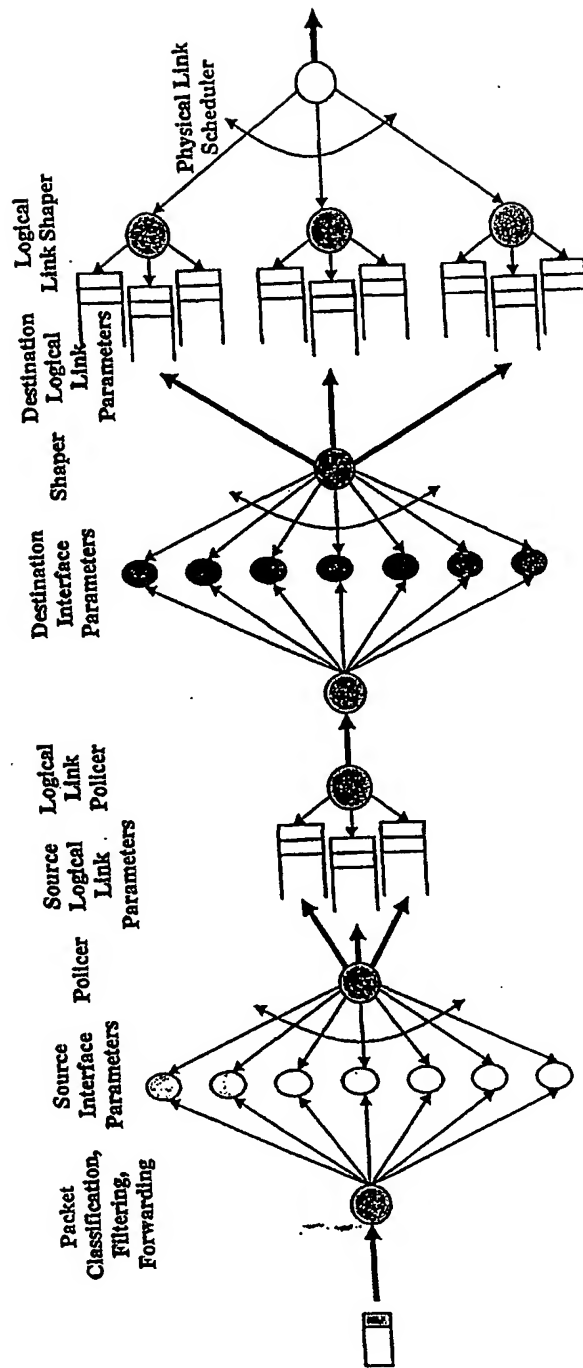 Packet
Classification,
Filtering,
Forwarding
Source
Interface
Parameters
Policer
Source
Logical
Link
Parameters
Logical
Link
Policer
Destination
Interface
Parameters
Shaper
Destination
Logical
Link
Parameters
Logical
Link Shaper
Physical Link
Scheduler